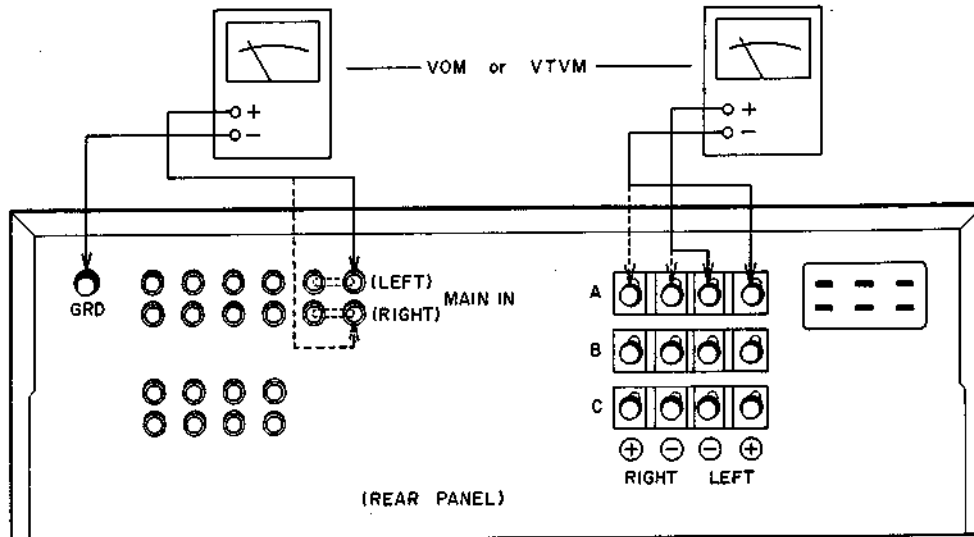 VOM or VTVM
+
−
+
−
GRD
(LEFT)
(RIGHT)
MAIN IN
A
B
C
+ − − +
RIGHT LEFT
(REAR PANEL)